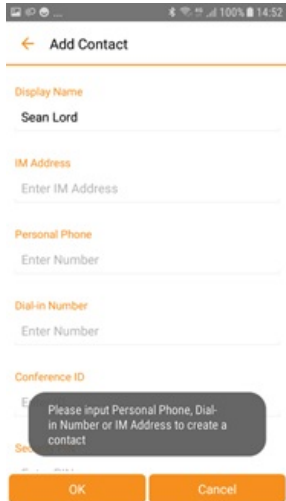 100% 14:52
Add Contact
Display Name
Sean Lord
IM Address
Enter IM Address
Personal Phone
Enter Number
Dial-in Number
Enter Number
Conference ID
Please input Personal Phone, Dial-
in Number or IM Address to create a
contact
OK
Cancel